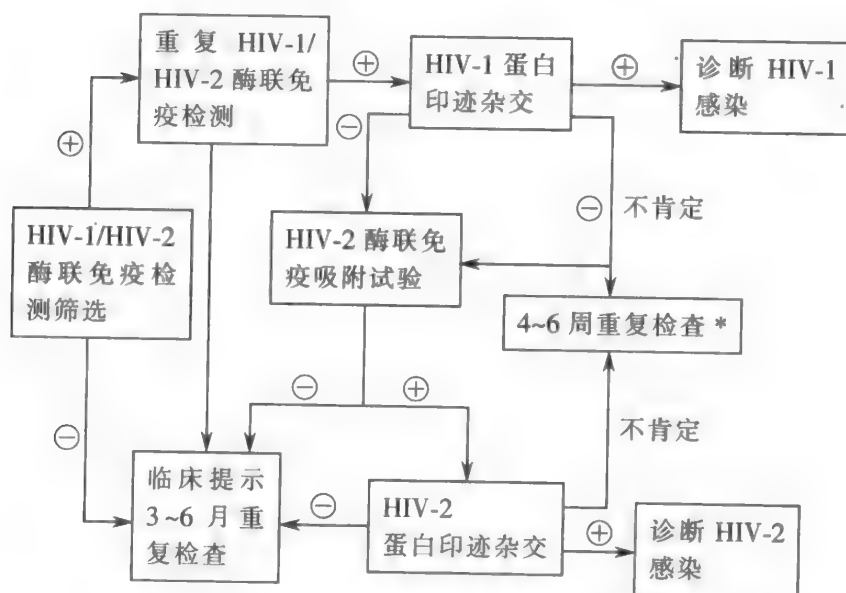 重复 HIV-1/
HIV-2 酶联免
疫检测
⊕
HIV-1 蛋白
印迹杂交
⊕
诊断 HIV-1
感染
⊕
⊖
⊖
不肯定
HIV-1/HIV-2
酶联免疫检
测筛选
HIV-2 酶联免
疫吸附试验
4~6 周重复检查 *
⊖
⊖
⊕
不肯定
临床提示
3~6 月重
复检查
⊖
HIV-2
蛋白印迹杂交
⊕
诊断 HIV-2
感染